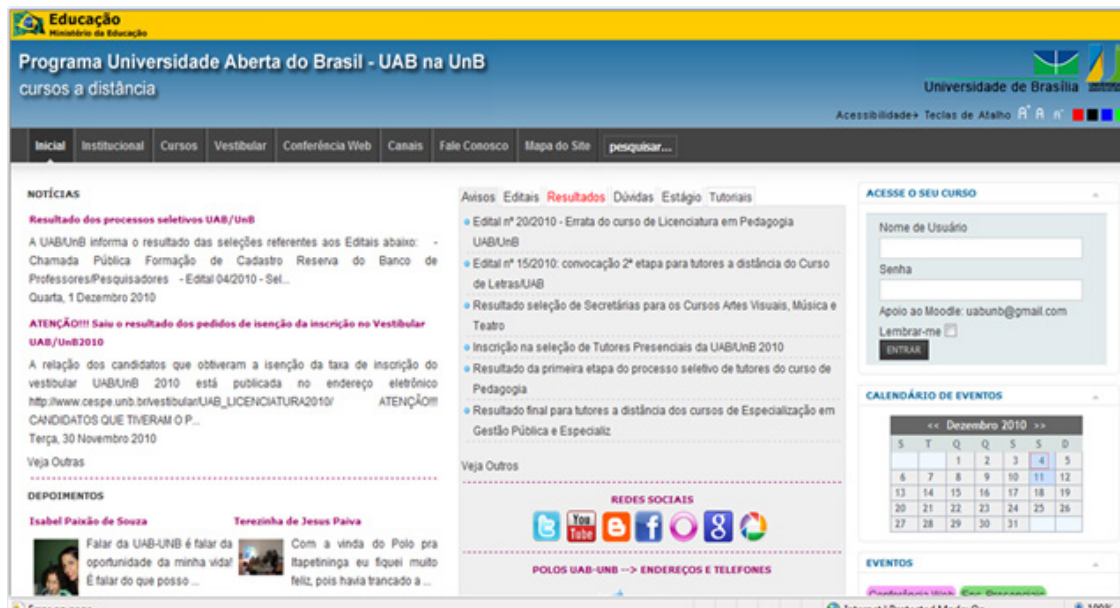 Educação
Ministério da Educação
Programa Universidade Aberta do Brasil - UAB na UnB
cursos a distância
Universidade de Brasília
Acessibilidade+ Teclas de Atalho A+ A A-
Inicial Institucional Cursos Vestibular Conferência Web Canais Fale Conosco Mapa do Site pesquisar...
NOTÍCIAS
Resultado dos processos seletivos UAB/UnB
A UAB/UnB informa o resultado das seleções referentes aos Editais abaixo: -
Chamada Pública Formação de Cadastro Reserva do Banco de
Professores/Pesquisadores - Edital 04/2010 - Sel...
Quarta, 1 Dezembro 2010
ATENÇÃO!!! Saiu o resultado dos pedidos de isenção da inscrição no Vestibular
UAB/UnB2010
A relação dos candidatos que obtiveram a isenção da taxa de inscrição do
vestibular UAB/UnB 2010 está publicada no endereço eletrônico
http://www.cespe.unb.br/vestibular/UAB_LICENCIATURA2010/ ATENÇÃO!!!
CANDIDATOS QUE TIVERAM O P...
Terça, 30 Novembro 2010
Veja Outras
DEPOIMENTOS
Isabel Paixão de Souza
Falar da UAB-UNB é falar da
oportunidade da minha vida!
É falar do que posso ...
Terezinha de Jesus Paiva
Com a vinda do Polo pra
Itapetininga eu fiquei muito
feliz, pois havia trancado a ...
Avisos Editais Resultados Dúvidas Estágio Tutoriais
Edital nº 20/2010 - Errata do curso de Licenciatura em Pedagogia
UAB/UnB
Edital nº 15/2010: convocação 2ª etapa para tutores a distância do Curso
de Letras/UAB
Resultado seleção de Secretárias para os Cursos Artes Visuais, Música e
Teatro
Inscrição na seleção de Tutores Presenciais da UAB/UnB 2010
Resultado da primeira etapa do processo seletivo de tutores do curso de
Pedagogia
Resultado final para tutores a distância dos cursos de Especialização em
Gestão Pública e Especializ
Veja Outros
REDES SOCIAIS
You
Tube
POLOS UAB-UNB --> ENDEREÇOS E TELEFONES
ACESSE O SEU CURSO
Nome de Usuário
Senha
Apoio ao Moodle: uabunb@gmail.com
Lembrar-me
ENTRAR
CALENDÁRIO DE EVENTOS
<< Dezembro 2010 >>
S T Q Q S S D
1 2 3 4 5
6 7 8 9 10 11 12
13 14 15 16 17 18 19
20 21 22 23 24 25 26
27 28 29 30 31
EVENTOS
Conferência Web Enc Presenciais
100%